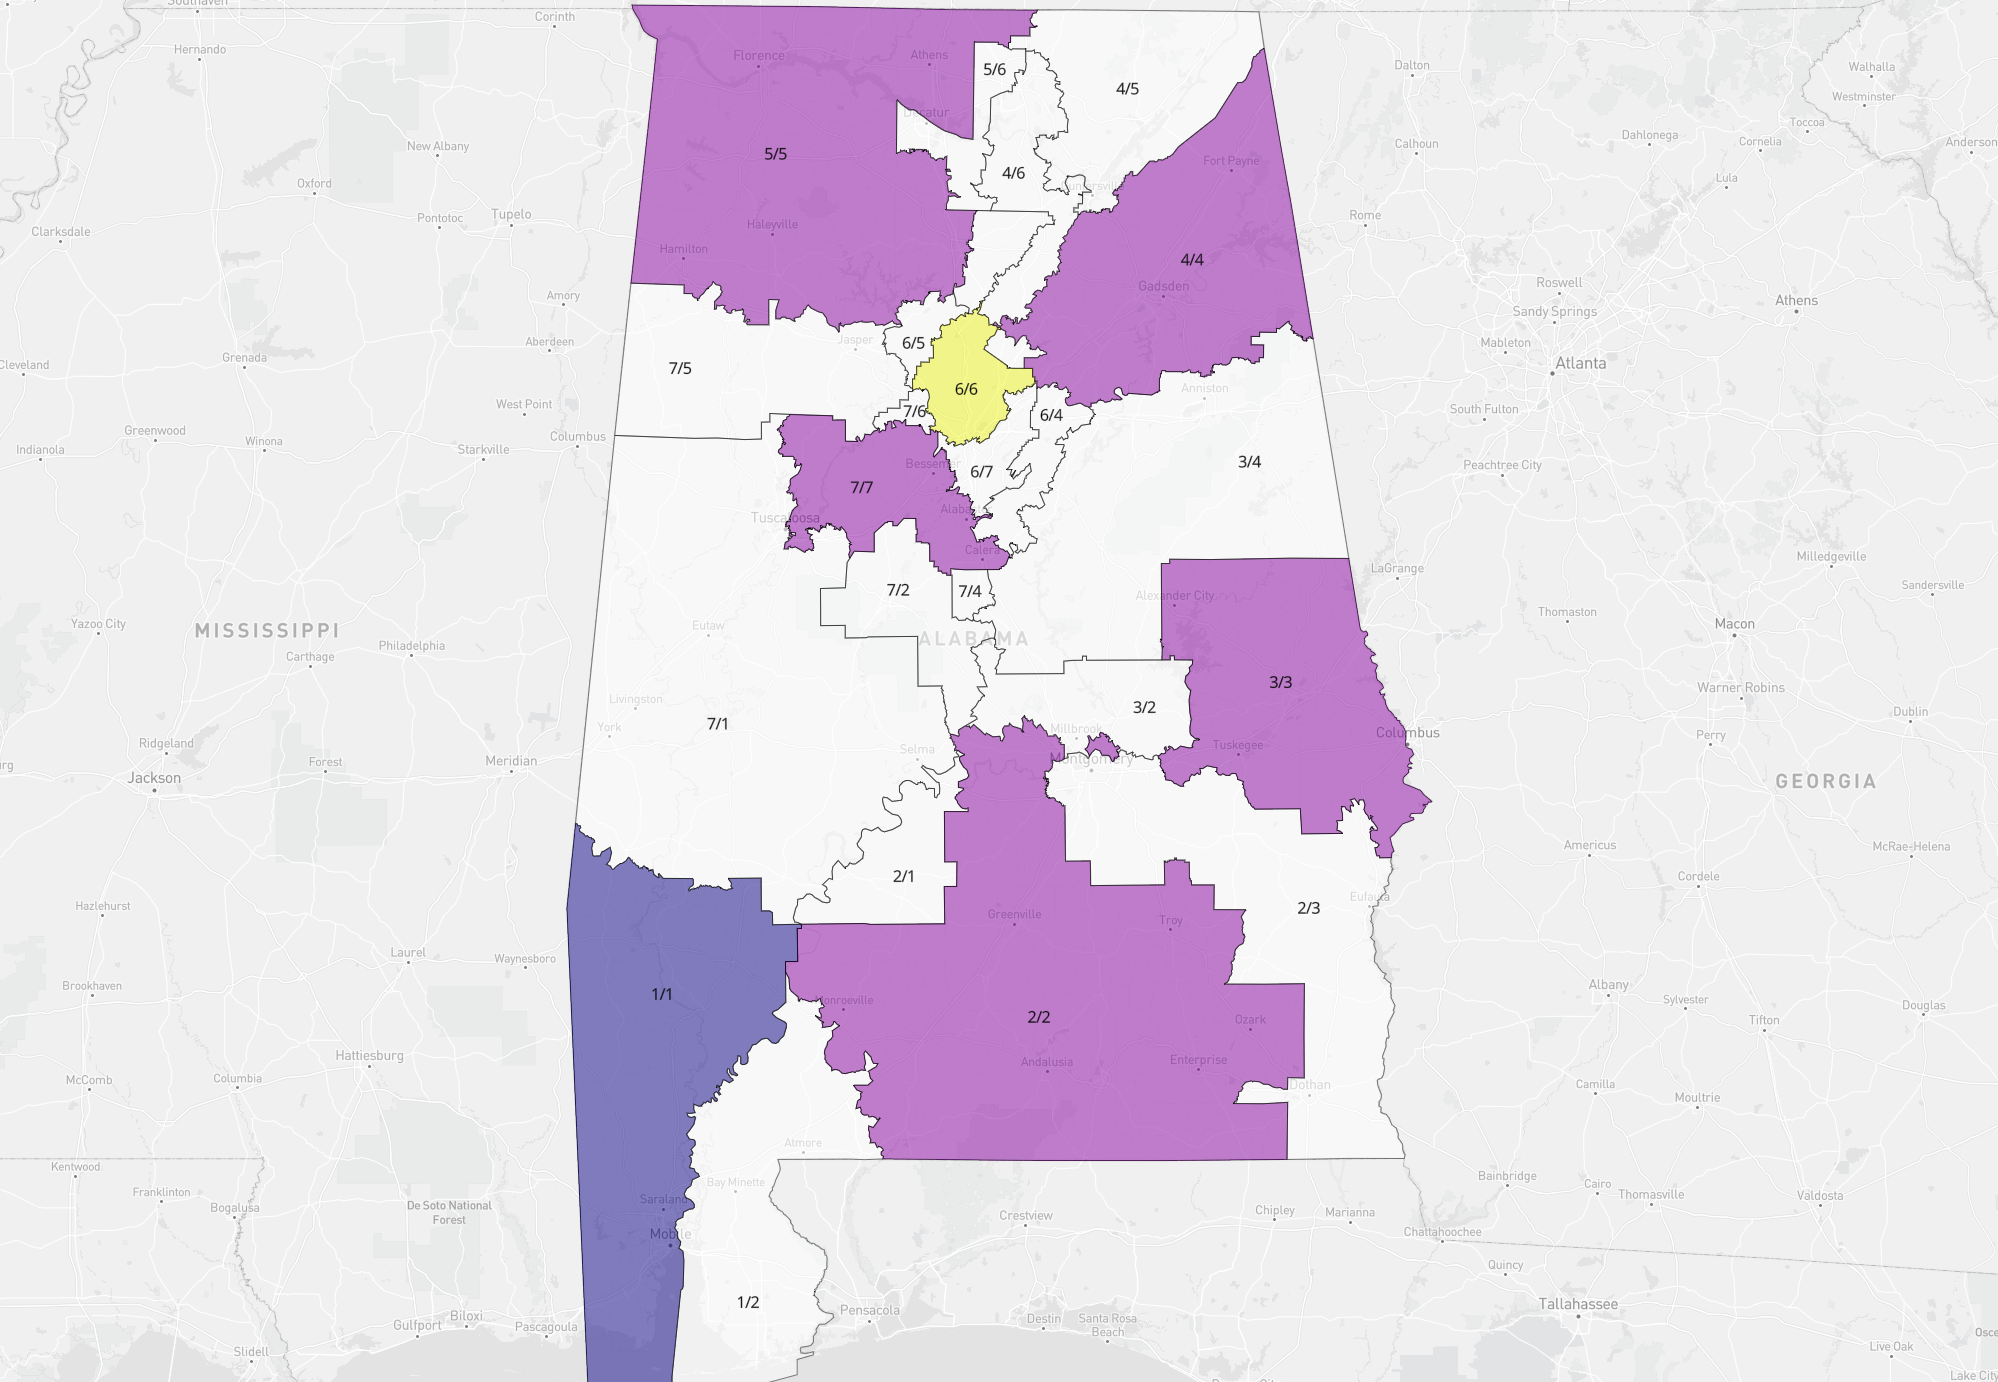 Southaven
Corinth
Hernando
Florence
Athens
5/6
Dalton
Walhalla
4/5
Westminster
Decatur
Toccoa
New Albany
5/5
Calhoun
Dahlonega
Cornelia
Anderson
Fort Payne
4/6
Oxford
Guntersville
Lula
Pontotoc
Tupelo
Rome
Clarksdale
Haleyville
Hamilton
4/4
Gadsden
Roswell
Amory
Athens
Sandy Springs
Aberdeen
Jasper
6/5
Mableton
Grenada
Cleveland
7/5
Atlanta
6/6
Anniston
West Point
7/6
6/4
South Fulton
Greenwood
Winona
Columbus
Indianola
Starkville
Bessemer
6/7
3/4
Peachtree City
7/7
Alabaster
Tuscaloosa
Calera
Milledgeville
LaGrange
7/2
7/4
Alexander City
Sandersville
Thomaston
Yazoo City
MISSISSIPPI
Eutaw
ALABAMA
Macon
Philadelphia
Carthage
3/3
Warner Robins
Livingston
3/2
York
7/1
Millbrook
Dublin
Columbus
Perry
Ridgeland
Selma
Tuskegee
Forest
Meridian
Montgomery
Jackson
GEORGIA
Americus
McRae-Helena
2/1
Cordele
Eufaula
Hazlehurst
Greenville
Troy
2/3
Laurel
Waynesboro
Brookhaven
1/1
Albany
Monroeville
Sylvester
Douglas
2/2
Ozark
Tifton
Hattiesburg
Andalusia
Enterprise
McComb
Columbia
Dothan
Camilla
Moultrie
Atmore
Kentwood
Bay Minette
Bainbridge
Cairo
Franklinton
Saraland
Thomasville
Valdosta
Bogalusa
De Soto National
Forest
Crestview
Chipley
Marianna
Mobile
Chattahoochee
Quincy
1/2
Tallahassee
Pensacola
Biloxi
Gulfport
Pascagoula
Destin
Santa Rosa
Beach
Slidell
Live Oak
Lake City